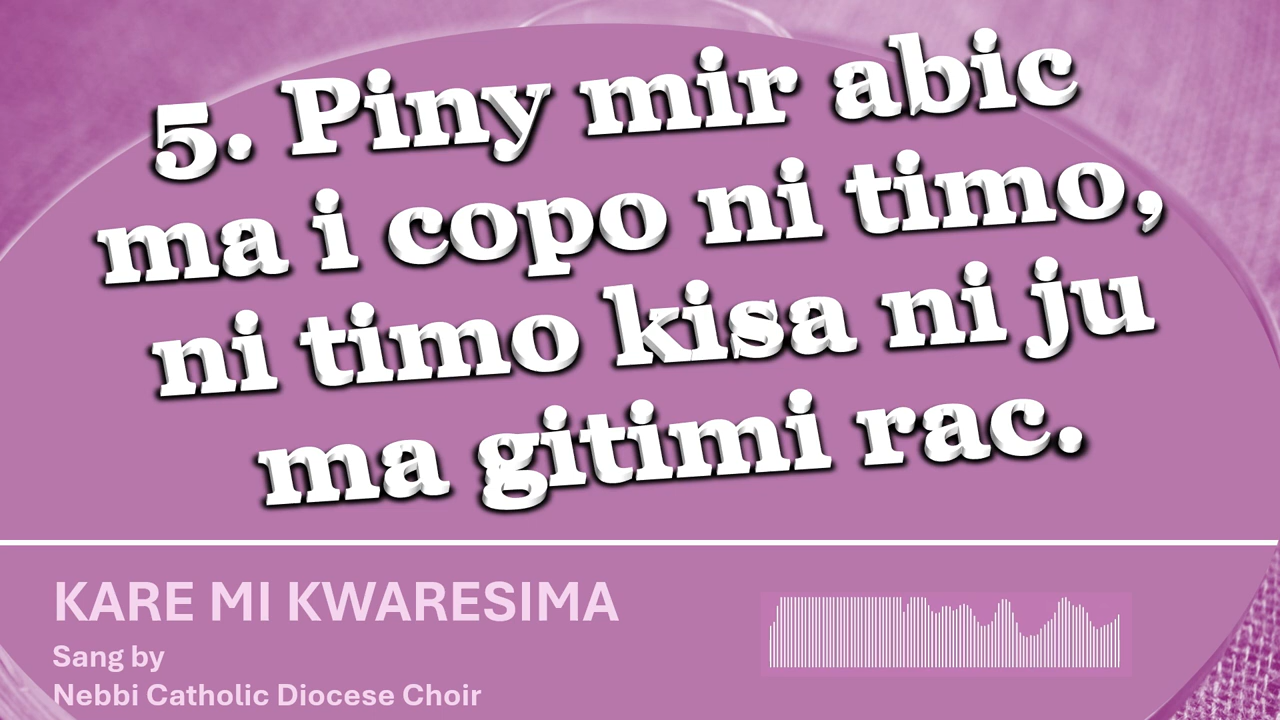 5. Piny mir abic
ma i copo ni timo,
ni timo kisa ni ju
ma gitimi rac.
KARE MI KWARESIMA
Sang by
Nebbi Catholic Diocese Choir